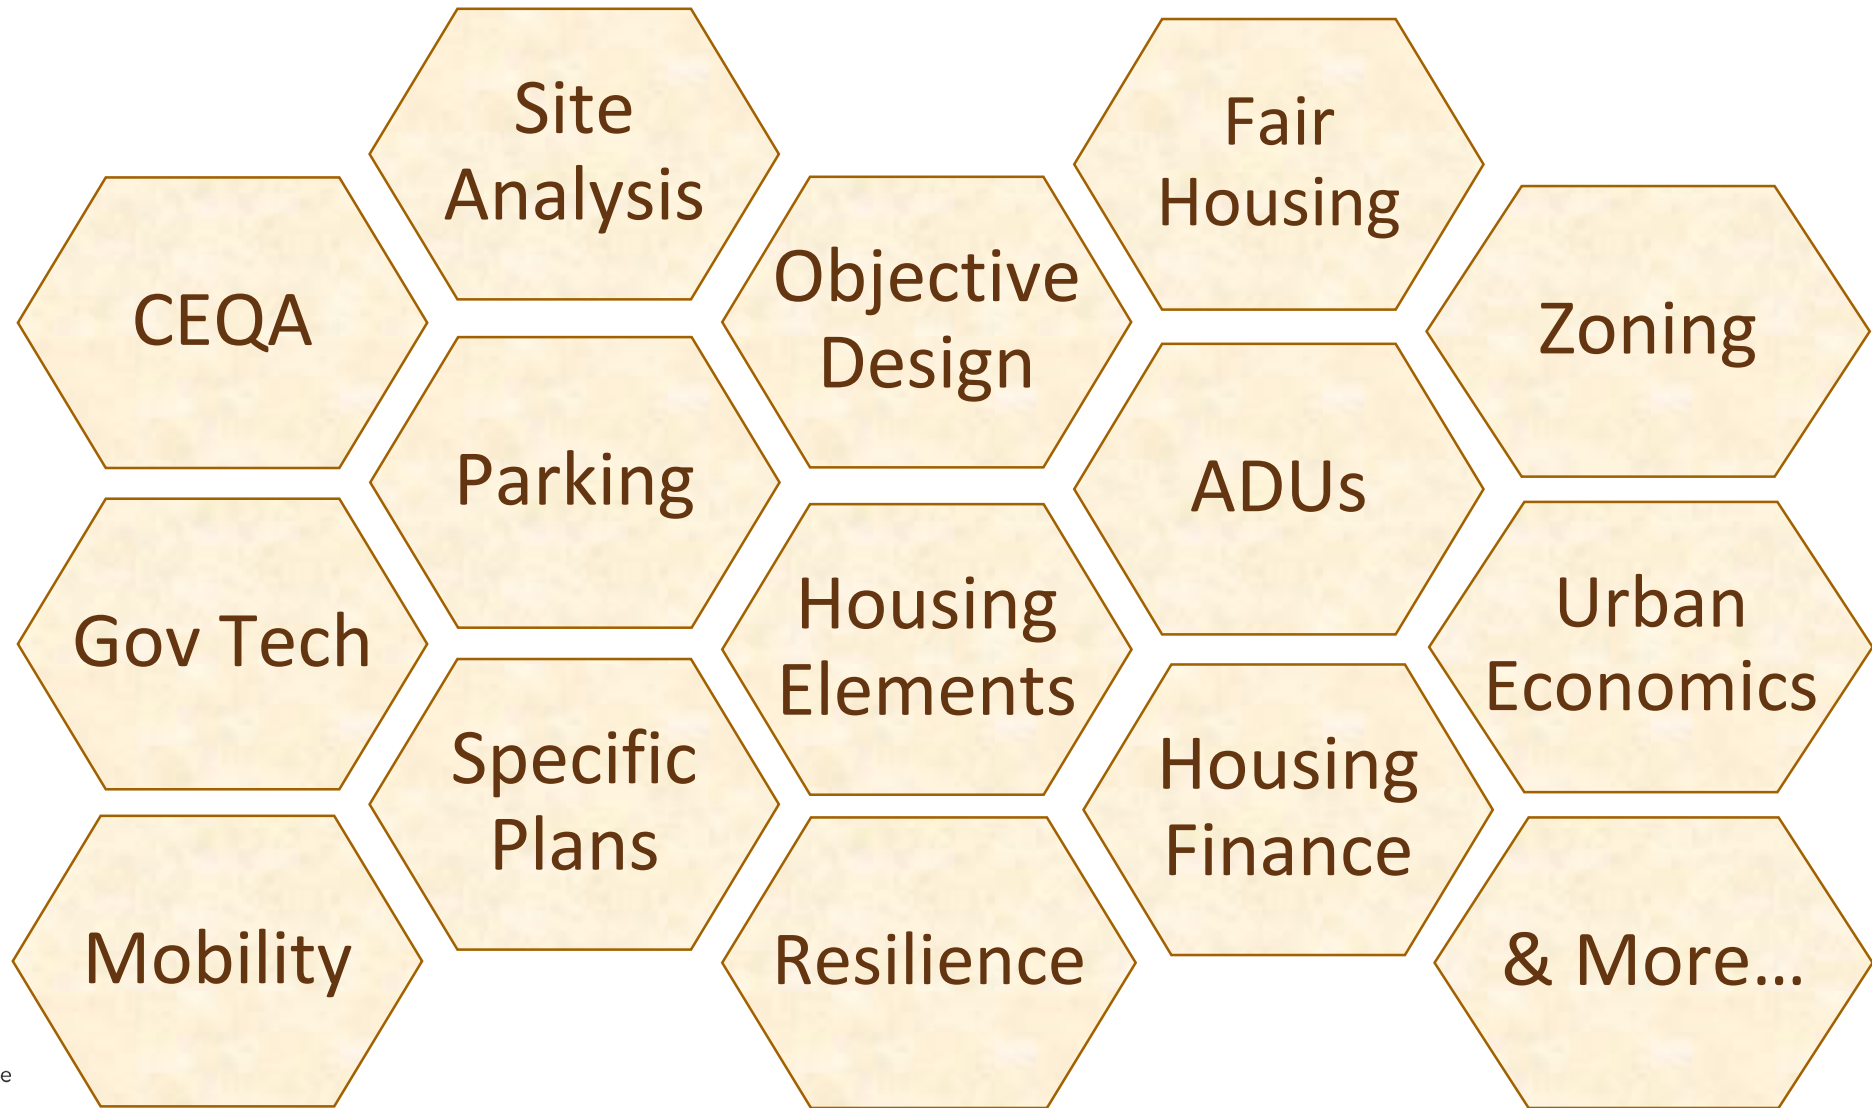 Site
Analysis
Fair
Housing
CEQA
Objective
Design
Zoning
Parking
ADUs
Gov Tech
Housing
Elements
Urban
Economics
Specific
Plans
Housing
Finance
Mobility
Resilience
& More...
e